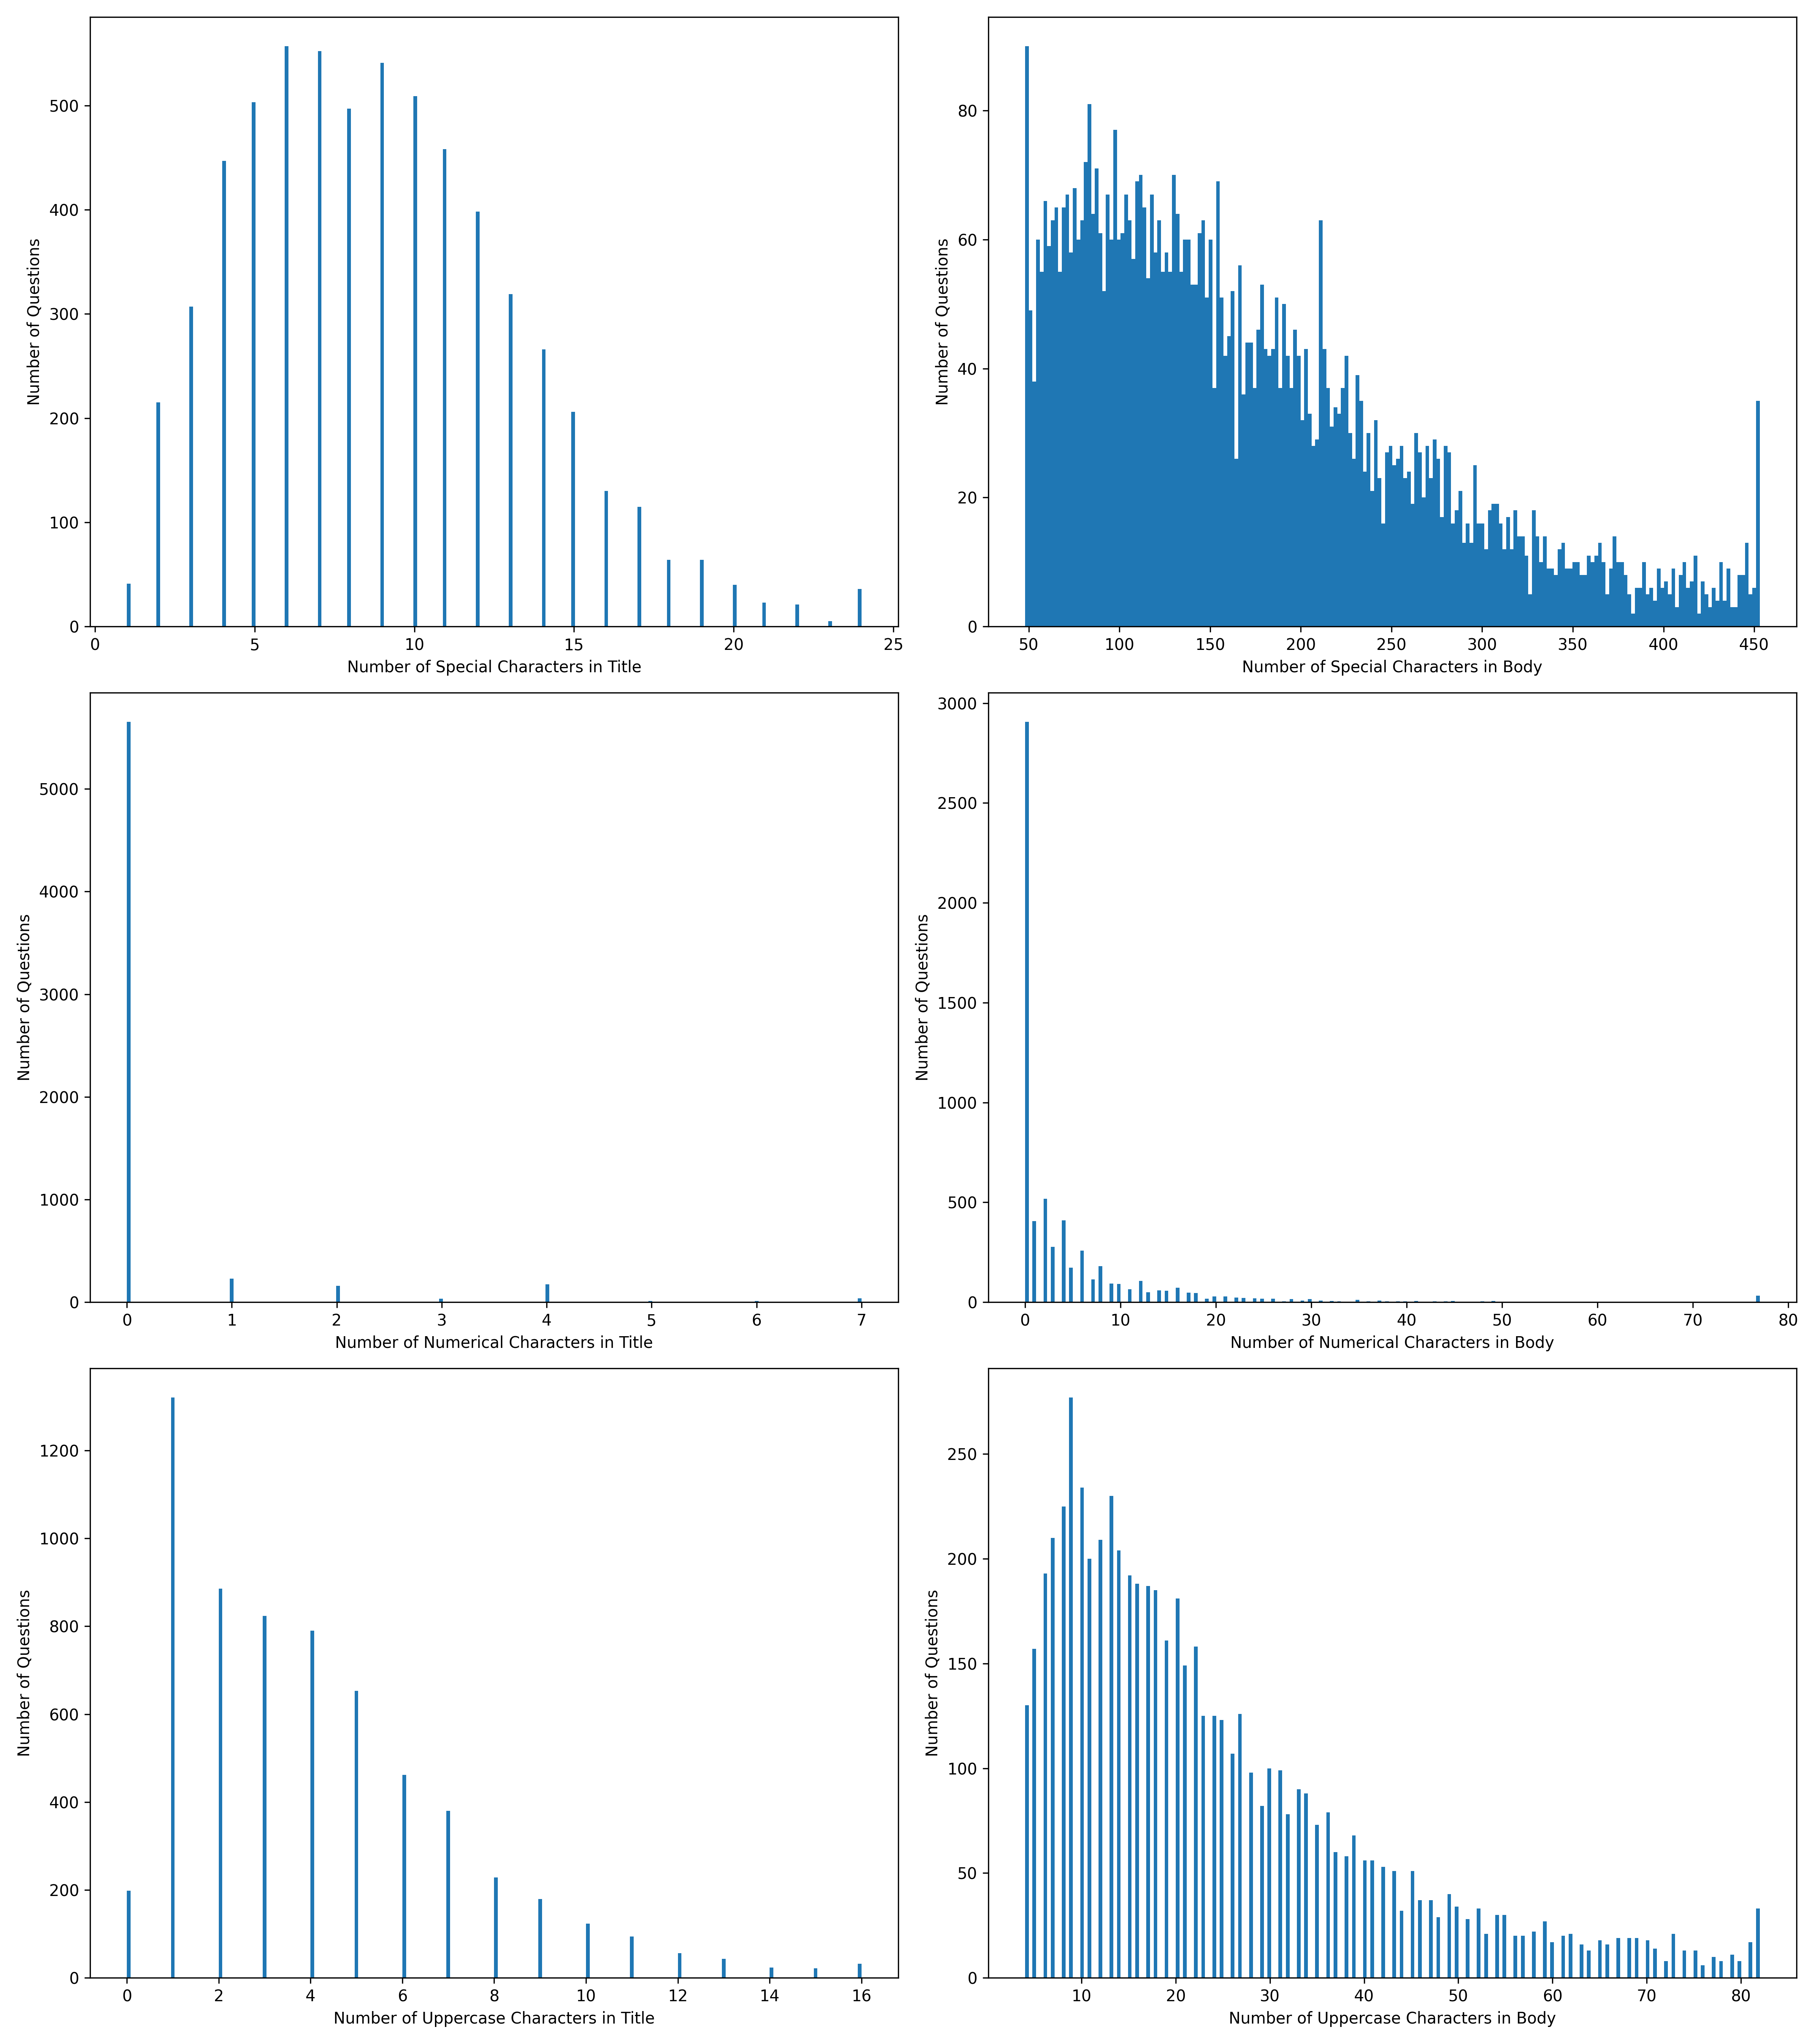 500
400
300
200
100
0
Number of Questions
0 5 10 15 20 25
Number of Special Characters in Title
80
60
40
20
0
Number of Questions
50 100 150 200 250 300 350 400 450
Number of Special Characters in Body
5000
4000
3000
2000
1000
0
Number of Questions
0 1 2 3 4 5 6 7
Number of Numerical Characters in Title
3000
2500
2000
1500
1000
500
0
Number of Questions
0 10 20 30 40 50 60 70 80
Number of Numerical Characters in Body
1200
1000
800
600
400
200
0
Number of Questions
0 2 4 6 8 10 12 14 16
Number of Uppercase Characters in Title
250
200
150
100
50
0
Number of Questions
10 20 30 40 50 60 70 80
Number of Uppercase Characters in Body